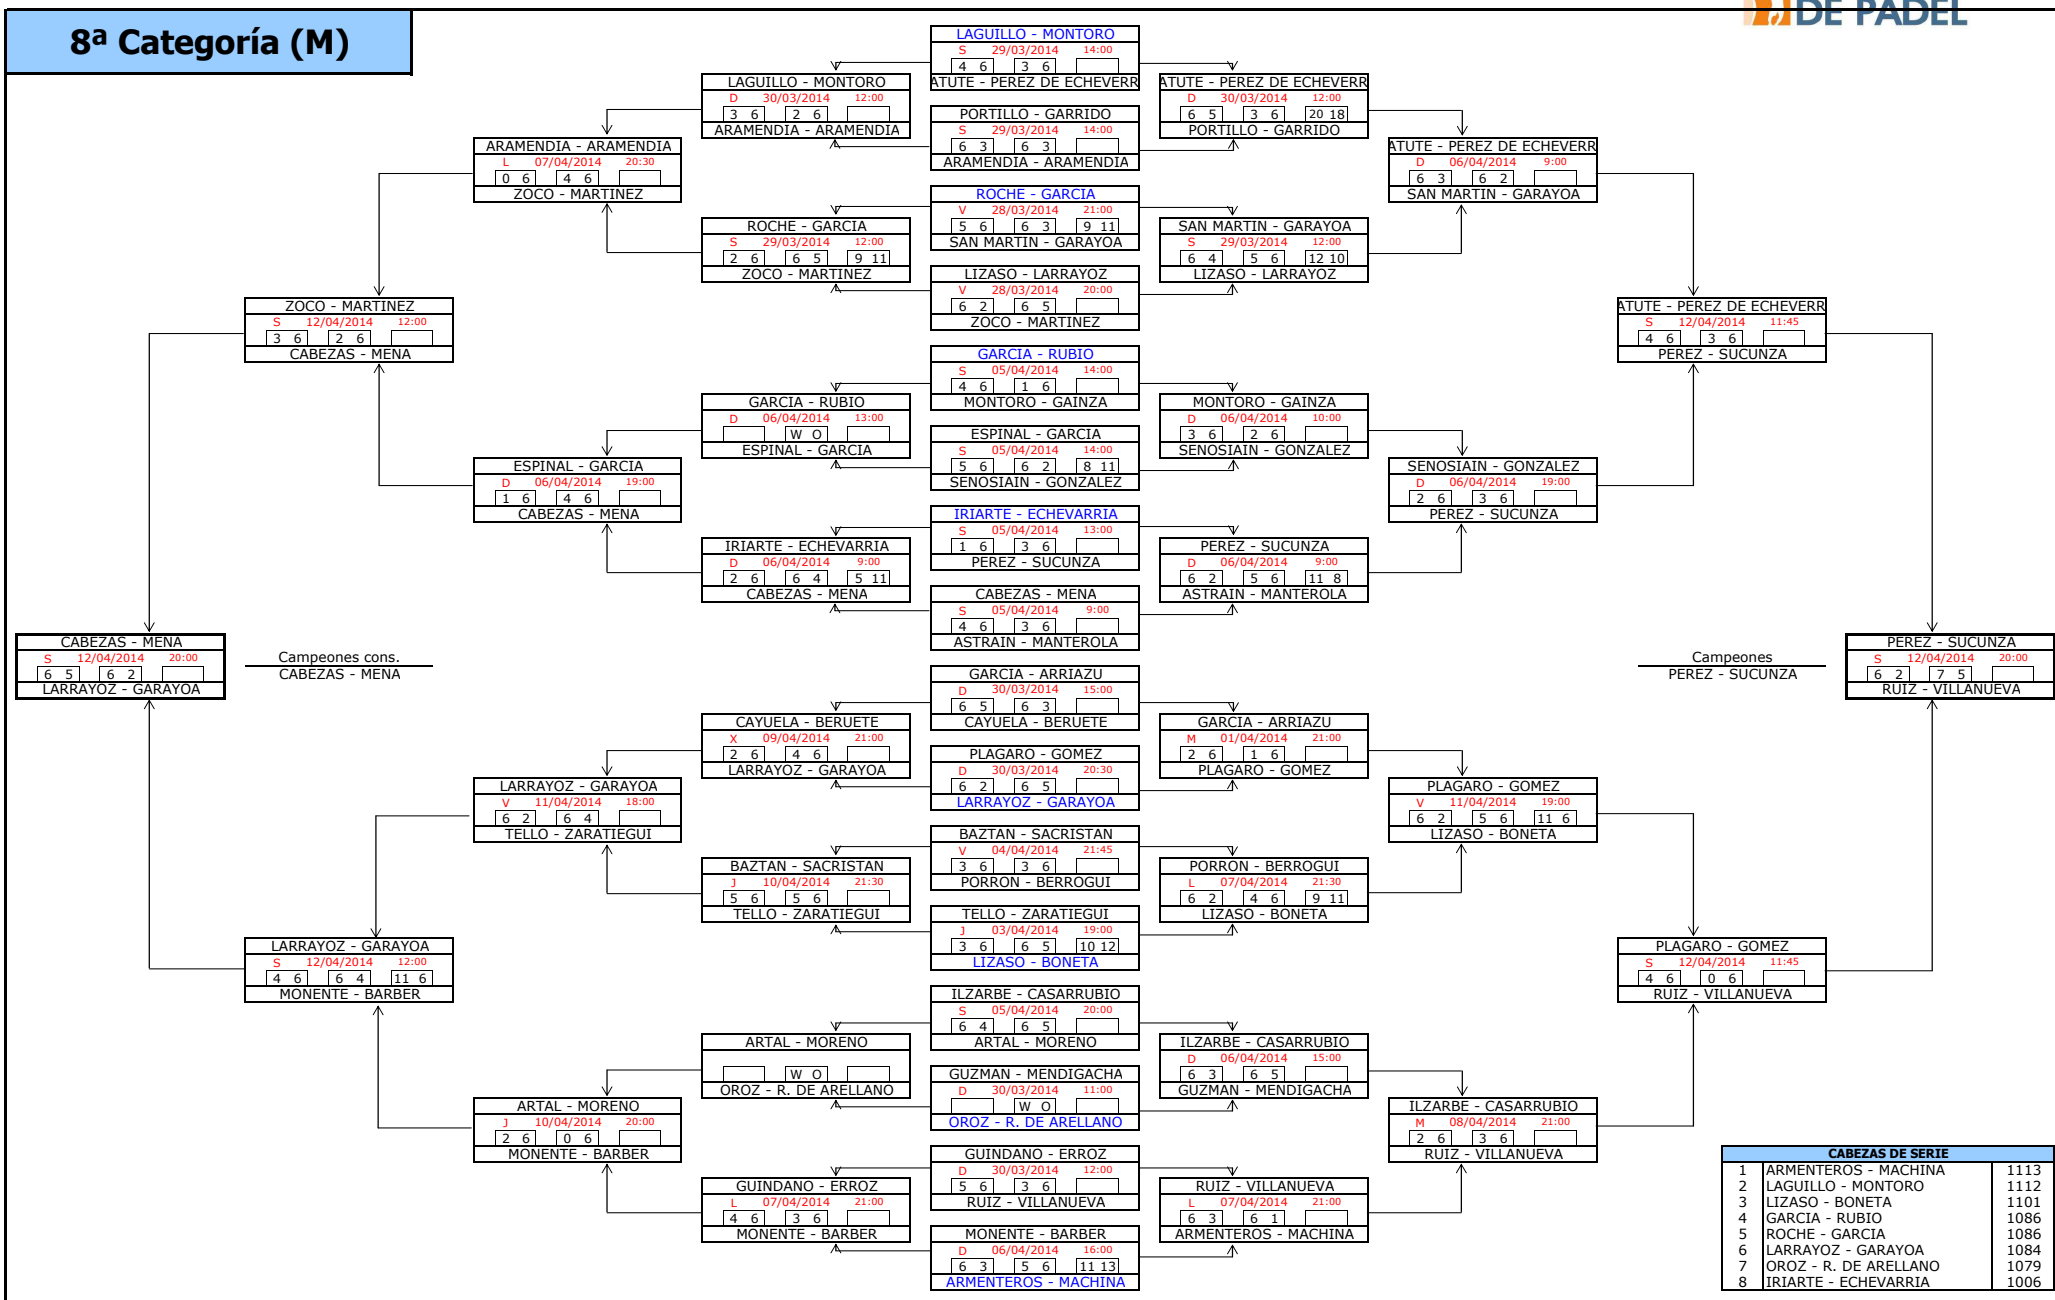 DE PADEL
8ª Categoría (M)
LAGUILLO - MONTORO
S 29/03/2014 14:00
4 6 3 6
ATUTE - PEREZ DE ECHEVERR
PORTILLO - GARRIDO
S 29/03/2014 14:00
6 3 6 3
ARAMENDIA - ARAMENDIA
ROCHE - GARCIA
V 28/03/2014 21:00
5 6 6 3 9 11
SAN MARTIN - GARAYOA
LIZASO - LARRAYOZ
V 28/03/2014 20:00
6 2 6 5
ZOCO - MARTINEZ
GARCIA - RUBIO
S 05/04/2014 14:00
4 6 1 6
MONTORO - GAINZA
ESPINAL - GARCIA
S 05/04/2014 14:00
5 6 6 2 8 11
SENOSIAIN - GONZALEZ
IRIARTE - ECHEVARRIA
S 05/04/2014 13:00
1 6 3 6
PEREZ - SUCUNZA
CABEZAS - MENA
S 05/04/2014 9:00
4 6 3 6
ASTRAIN - MANTEROLA
GARCIA - ARRIAZU
D 30/03/2014 15:00
6 5 6 3
CAYUELA - BERUETE
PLAGARO - GOMEZ
D 30/03/2014 20:30
6 2 6 5
LARRAYOZ - GARAYOA
BAZTAN - SACRISTAN
V 04/04/2014 21:45
3 6 3 6
PORRON - BERROGUI
TELLO - ZARATIEGUI
J 03/04/2014 19:00
3 6 6 5 10 12
LIZASO - BONETA
ILZARBE - CASARRUBIO
S 05/04/2014 20:00
6 4 6 5
ARTAL - MORENO
GUZMAN - MENDIGACHA
D 30/03/2014 11:00
W O
OROZ - R. DE ARELLANO
GUINDANO - ERROZ
D 30/03/2014 12:00
5 6 3 6
RUIZ - VILLANUEVA
MONENTE - BARBER
D 06/04/2014 16:00
6 3 5 6 11 13
ARMENTEROS - MACHINA
LAGUILLO - MONTORO
D 30/03/2014 12:00
3 6 2 6
ARAMENDIA - ARAMENDIA
ROCHE - GARCIA
S 29/03/2014 12:00
2 6 6 5 9 11
ZOCO - MARTINEZ
GARCIA - RUBIO
D 06/04/2014 13:00
W O
ESPINAL - GARCIA
IRIARTE - ECHEVARRIA
D 06/04/2014 9:00
2 6 6 4 5 11
CABEZAS - MENA
CAYUELA - BERUETE
X 09/04/2014 21:00
2 6 4 6
LARRAYOZ - GARAYOA
BAZTAN - SACRISTAN
J 10/04/2014 21:30
5 6 5 6
TELLO - ZARATIEGUI
ARTAL - MORENO
W O
OROZ - R. DE ARELLANO
GUINDANO - ERROZ
L 07/04/2014 21:00
4 6 3 6
MONENTE - BARBER
ARAMENDIA - ARAMENDIA
L 07/04/2014 20:30
0 6 4 6
ZOCO - MARTINEZ
ESPINAL - GARCIA
D 06/04/2014 19:00
1 6 4 6
CABEZAS - MENA
LARRAYOZ - GARAYOA
V 11/04/2014 18:00
6 2 6 4
TELLO - ZARATIEGUI
ARTAL - MORENO
J 10/04/2014 20:00
2 6 0 6
MONENTE - BARBER
ZOCO - MARTINEZ
S 12/04/2014 12:00
3 6 2 6
CABEZAS - MENA
LARRAYOZ - GARAYOA
S 12/04/2014 12:00
4 6 6 4 11 6
MONENTE - BARBER
CABEZAS - MENA
S 12/04/2014 20:00
6 5 6 2
LARRAYOZ - GARAYOA
Campeones cons.
CABEZAS - MENA
ATUTE - PEREZ DE ECHEVERR
D 30/03/2014 12:00
6 5 3 6 20 18
PORTILLO - GARRIDO
SAN MARTIN - GARAYOA
S 29/03/2014 12:00
6 4 5 6 12 10
LIZASO - LARRAYOZ
MONTORO - GAINZA
D 06/04/2014 10:00
3 6 2 6
SENOSIAIN - GONZALEZ
PEREZ - SUCUNZA
D 06/04/2014 9:00
6 2 5 6 11 8
ASTRAIN - MANTEROLA
GARCIA - ARRIAZU
M 01/04/2014 21:00
2 6 1 6
PLAGARO - GOMEZ
PORRON - BERROGUI
L 07/04/2014 21:30
6 2 4 6 9 11
LIZASO - BONETA
ILZARBE - CASARRUBIO
D 06/04/2014 15:00
6 3 6 5
GUZMAN - MENDIGACHA
RUIZ - VILLANUEVA
L 07/04/2014 21:00
6 3 6 1
ARMENTEROS - MACHINA
ATUTE - PEREZ DE ECHEVERR
D 06/04/2014 9:00
6 3 6 2
SAN MARTIN - GARAYOA
SENOSIAIN - GONZALEZ
D 06/04/2014 19:00
2 6 3 6
PEREZ - SUCUNZA
PLAGARO - GOMEZ
V 11/04/2014 19:00
6 2 5 6 11 6
LIZASO - BONETA
ILZARBE - CASARRUBIO
M 08/04/2014 21:00
2 6 3 6
RUIZ - VILLANUEVA
ATUTE - PEREZ DE ECHEVERR
S 12/04/2014 11:45
4 6 3 6
PEREZ - SUCUNZA
PLAGARO - GOMEZ
S 12/04/2014 11:45
4 6 0 6
RUIZ - VILLANUEVA
Campeones
PEREZ - SUCUNZA
PEREZ - SUCUNZA
S 12/04/2014 20:00
6 2 7 5
RUIZ - VILLANUEVA
CABEZAS DE SERIE
1 ARMENTEROS - MACHINA 1113
2 LAGUILLO - MONTORO 1112
3 LIZASO - BONETA 1101
4 GARCIA - RUBIO 1086
5 ROCHE - GARCIA 1086
6 LARRAYOZ - GARAYOA 1084
7 OROZ - R. DE ARELLANO 1079
8 IRIARTE - ECHEVARRIA 1006